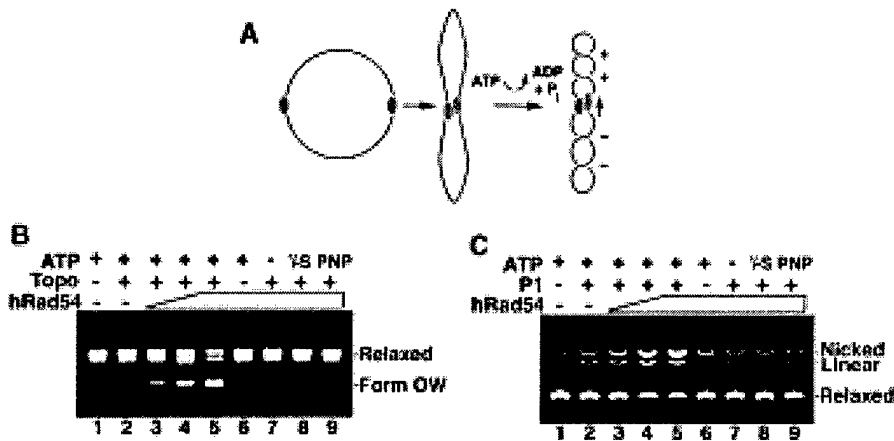 A
ATP ADP
+ Pi
+
+
-
-
B
ATP + + + + + + - γ-S PNP
Topo - + + + + - + + +
hRad54 - -
Relaxed
Form OW
1 2 3 4 5 6 7 8 9
C
ATP + + + + + + - γ-S PNP
P1 - + + + + - + + +
hRad54 - -
Nicked
Linear
Relaxed
1 2 3 4 5 6 7 8 9